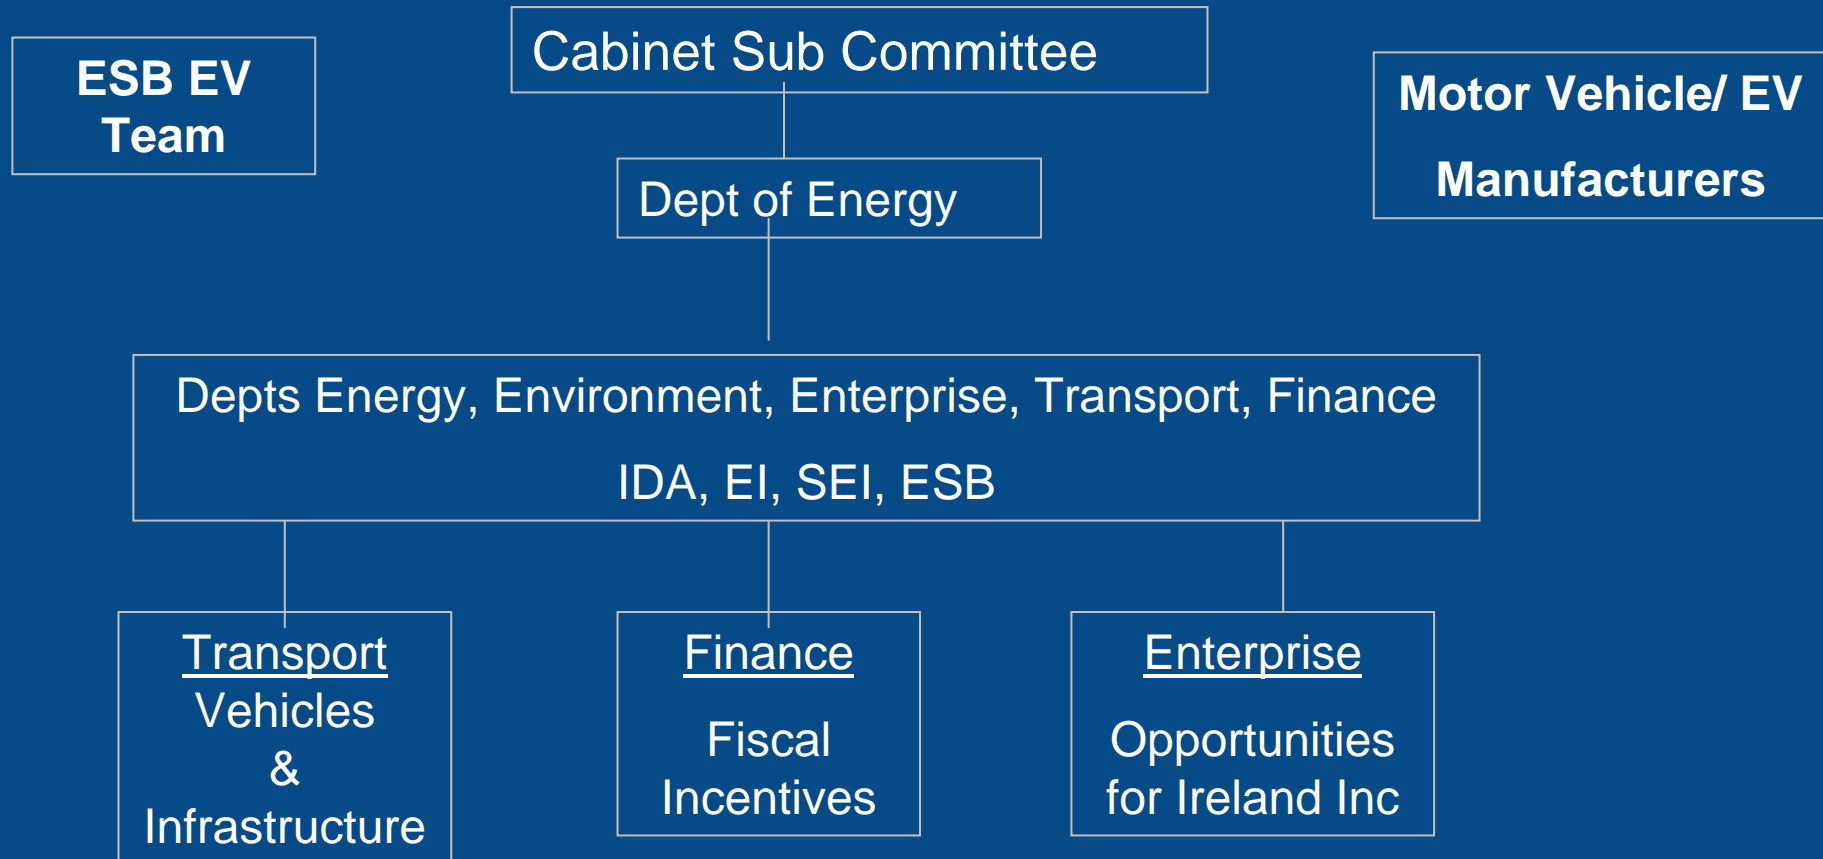 ESB EV
Team
Cabinet Sub Committee
Motor Vehicle/ EV
Manufacturers
Dept of Energy
Depts Energy, Environment, Enterprise, Transport, Finance
IDA, EI, SEI, ESB
Transport
Vehicles
&
Infrastructure
Finance
Fiscal
Incentives
Enterprise
Opportunities
for Ireland Inc